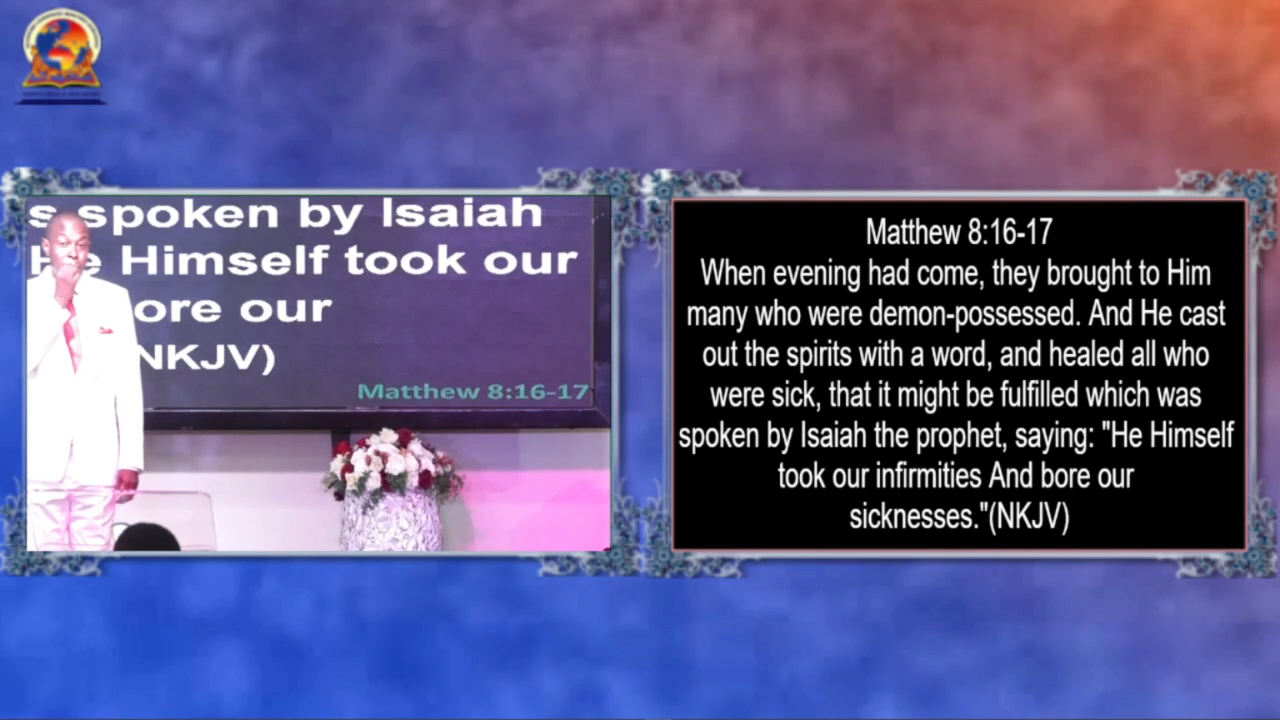 s spoken by Isaiah
He Himself took our
ore our
NKJV)
Matthew 8:16-17
Matthew 8:16-17
When evening had come, they brought to Him
many who were demon-possessed. And He cast
out the spirits with a word, and healed all who
were sick, that it might be fulfilled which was
spoken by Isaiah the prophet, saying: "He Himself
took our infirmities And bore our
sicknesses."(NKJV)